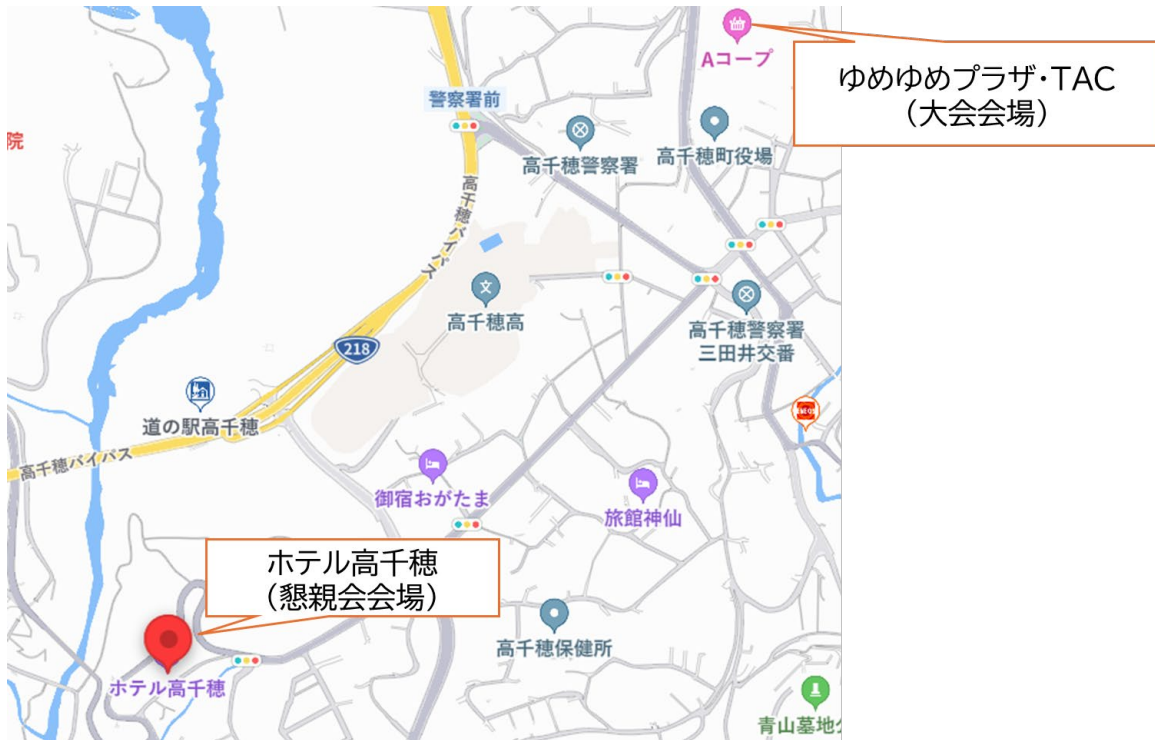 Aコープ
ゆめゆめプラザ・TAC
（大会会場）
警察署前
院
高千穂警察署
高千穂町役場
高千穂バイパス
高千穂高
高千穂警察署
三田井交番
218
ENEOS
道の駅高千穂
高千穂バイパス
御宿おがたま
旅館神仙
ホテル高千穂
（懇親会会場）
高千穂保健所
ホテル高千穂
青山墓地